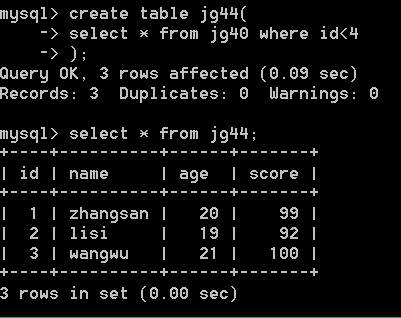 mysql> create table jg44(
    -> select * from jg40 where id<4
    -> );
Query OK, 3 rows affected (0.09 sec)
Records: 3  Duplicates: 0  Warnings: 0

mysql> select * from jg44;
+----+----------+------+-------+
| id | name     | age  | score |
+----+----------+------+-------+
|  1 | zhangsan |   20 |    99 |
|  2 | lisi     |   19 |    92 |
|  3 | wangwu   |   21 |   100 |
+----+----------+------+-------+
3 rows in set (0.00 sec)